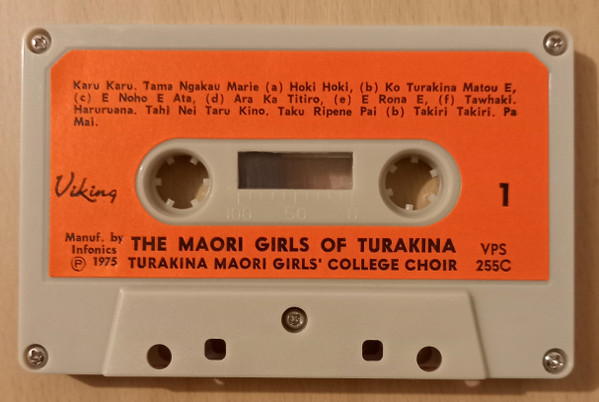 Karu Karu. Tama Ngakau Marie (a) Hoki Hoki, (b) Ko Turakina Matou E,
(c) E Noho E Ata, (d) Ara Ka Titiro, (e) E Rona E, (f) Tawhaki.
Haruruana. Tahi Nei Taru Kino. Taku Ripene Pai (b) Takiri Takiri. Pa
Mai.
Viking
100 50 0
1
Manuf. by
Infonics
Ⓟ 1975
THE MAORI GIRLS OF TURAKINA
TURAKINA MAORI GIRLS' COLLEGE CHOIR
VPS
255C